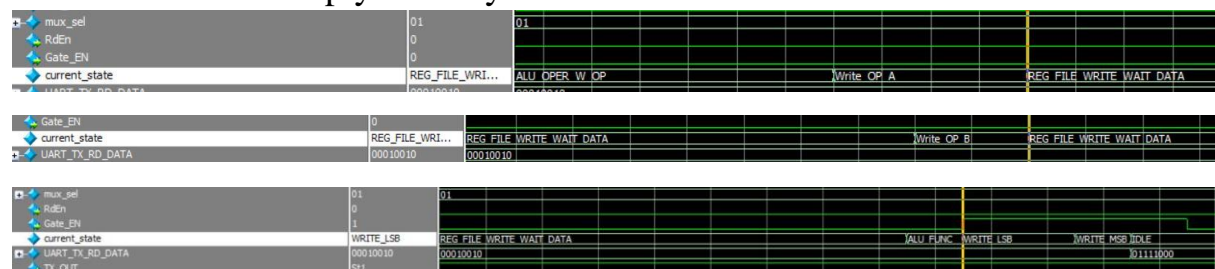 mux_sel 01 01
RdEn 0
Gate_EN 0
current_state REG_FILE_WRI... ALU_OPER_W_OP Write_OP_A REG_FILE_WRITE_WAIT_DATA
Gate_EN 0
current_state REG_FILE_WRI... REG_FILE_WRITE_WAIT_DATA Write_OP_B REG_FILE_WRITE_WAIT_DATA
UART_TX_RD_DATA 00010010 00010010
mux_sel 01 01
RdEn 0
Gate_EN 1
current_state WRITE_LSB REG_FILE_WRITE_WAIT_DATA ALU_FUNC WRITE_LSB WRITE_MSB IDLE
UART_TX_RD_DATA 00010010 00010010 01111000
TX_OUT St1